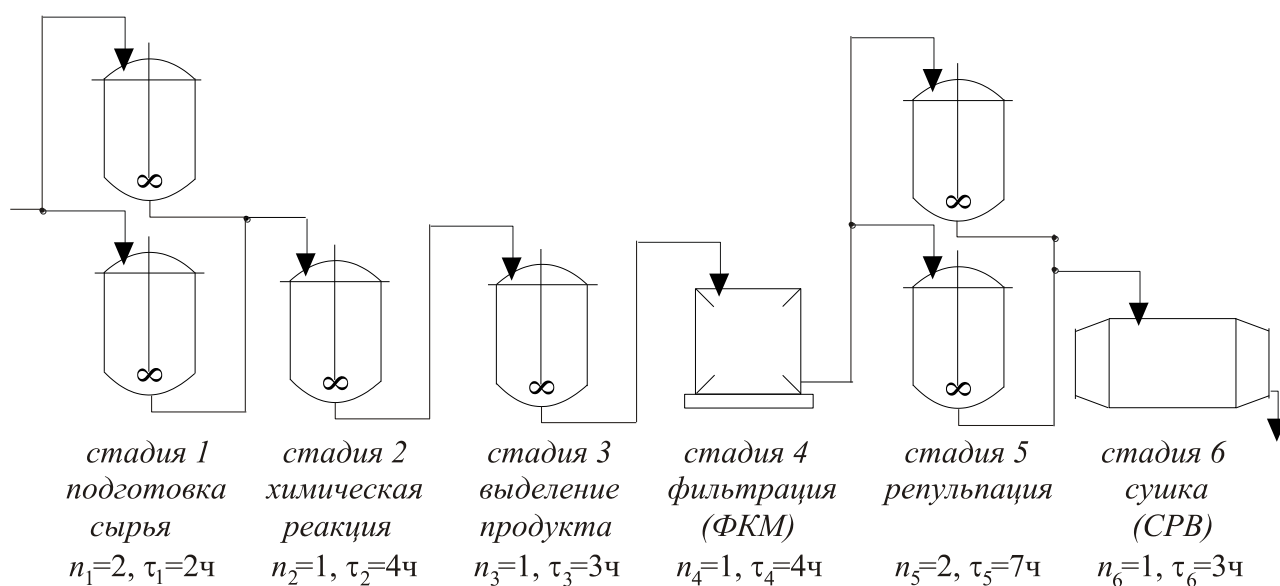 стадия 1
подготовка
сырья
n₁=2, τ₁=2ч
стадия 2
химическая
реакция
n₂=1, τ₂=4ч
стадия 3
выделение
продукта
n₃=1, τ₃=3ч
стадия 4
фильтрация
(ФКМ)
n₄=1, τ₄=4ч
стадия 5
репульпация
n₅=2, τ₅=7ч
стадия 6
сушка
(СРВ)
n₆=1, τ₆=3ч